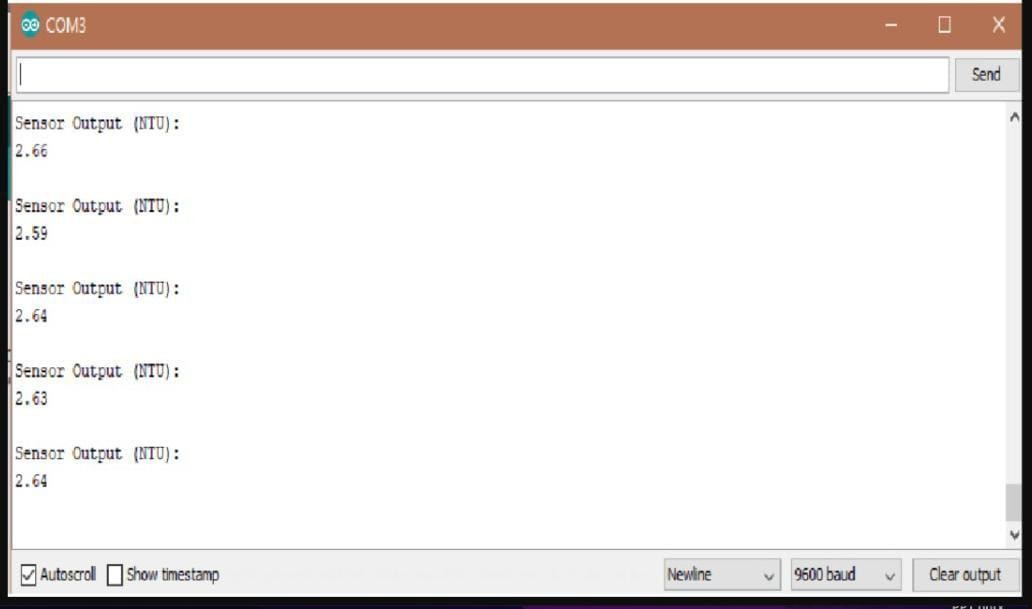 COM3
Send
Sensor Output (NTU):
2.66
Sensor Output (NTU):
2.59
Sensor Output (NTU):
2.64
Sensor Output (NTU):
2.63
Sensor Output (NTU):
2.64
Autoscroll Show timestamp Newline 9600 baud Clear output